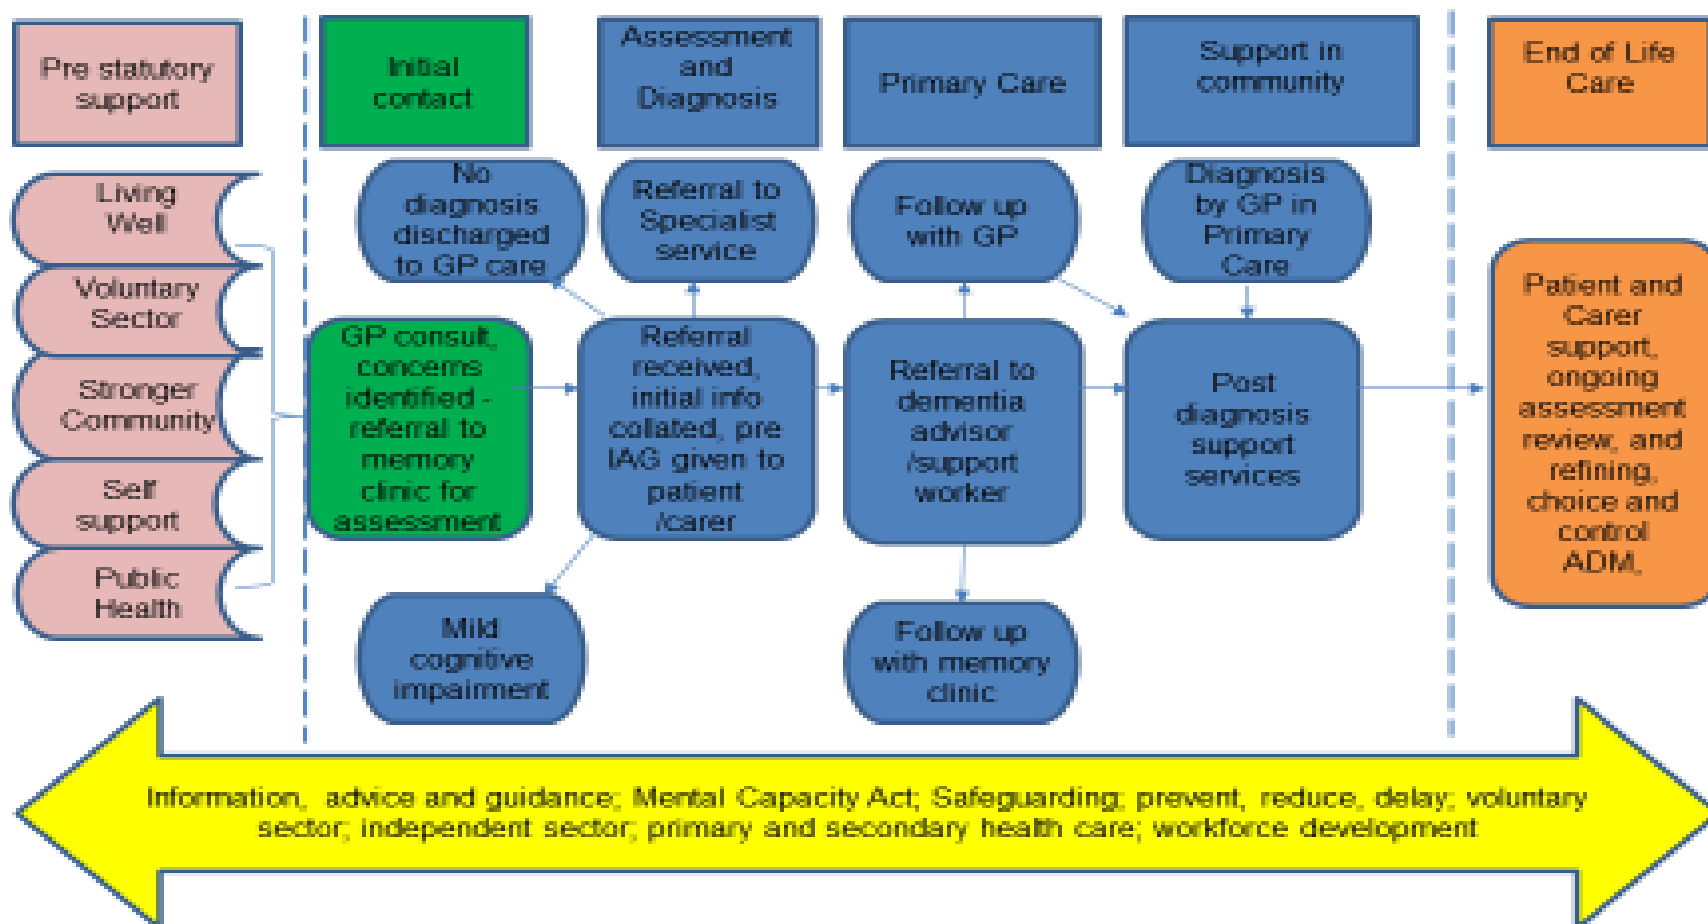 Pre statutory
support
Initial
contact
Assessment
and
Diagnosis
Primary Care
Support in
community
End of Life
Care
Living
Well
Voluntary
Sector
Stronger
Community
Self
support
Public
Health
No
diagnosis
discharged
to GP care
Referral to
Specialist
service
Follow up
with GP
Diagnosis
by GP in
Primary
Care
GP consult,
concerns
identified -
referral to
memory
clinic for
assessment
Referral
received,
initial info
collated, pre
IAG given to
patient
/carer
Referral to
dementia
advisor
/support
worker
Post
diagnosis
support
services
Patient and
Carer
support,
ongoing
assessment
review, and
refining,
choice and
control
ADM,
Mild
cognitive
impairment
Follow up
with memory
clinic
Information, advice and guidance; Mental Capacity Act; Safeguarding; prevent, reduce, delay; voluntary
sector; independent sector; primary and secondary health care; workforce development